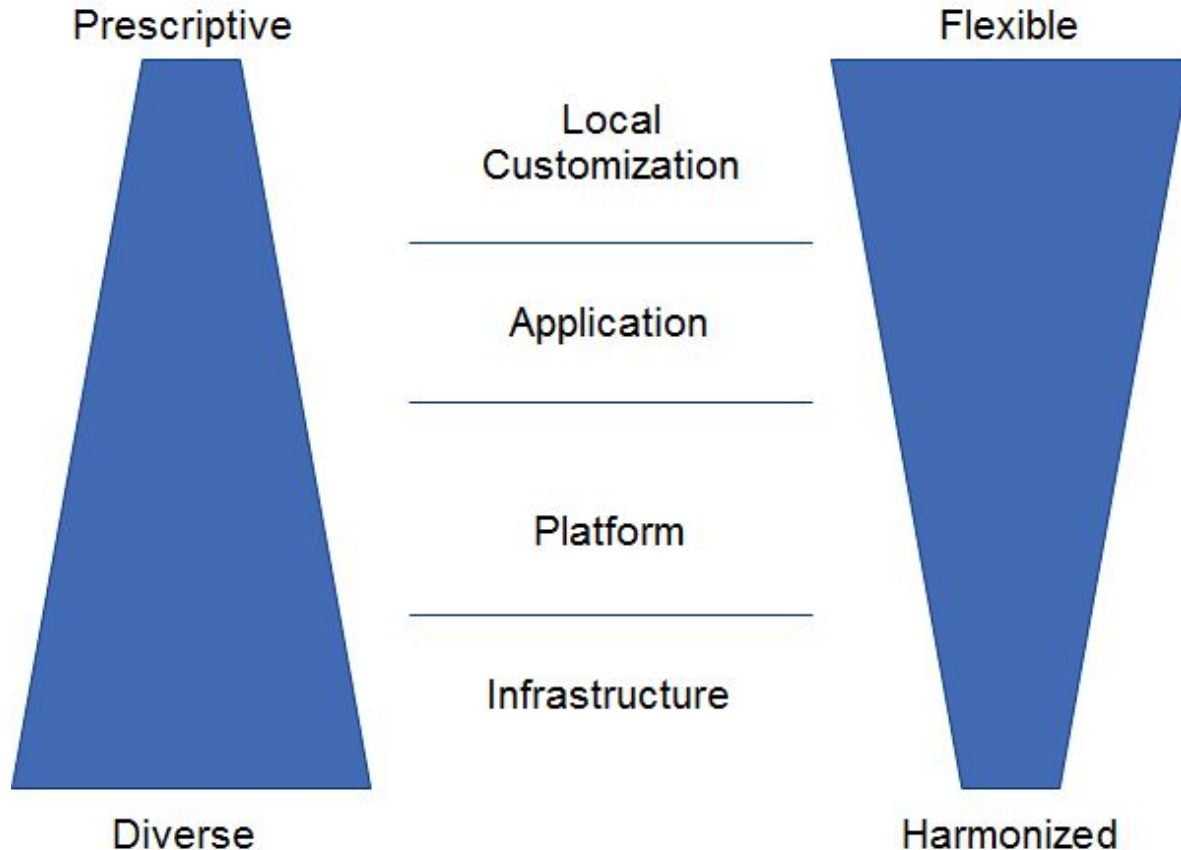 Prescriptive
Flexible
Local
Customization
Application
Platform
Infrastructure
Diverse
Harmonized